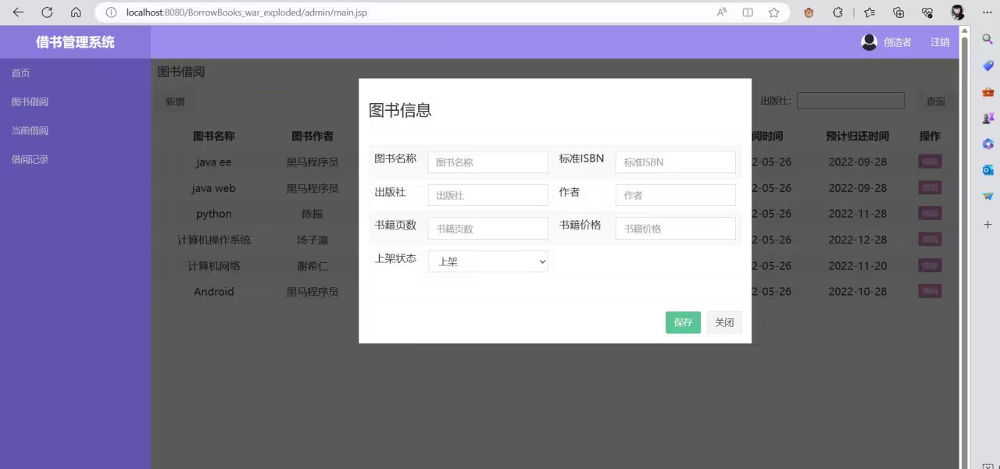 localhost:8080/BorrowBooks_war_exploded/admin/main.jsp
借书管理系统
创造者 注销
首页
图书借阅
当前借阅
借阅记录
图书借阅
新增
出版社:
查询
图书名称 图书作者 阅时间 预计归还时间 操作
java ee 黑马程序员 2-05-26 2022-09-28 借阅
java web 黑马程序员 2-05-26 2022-09-28 借阅
python 陈振 2-05-26 2022-11-28 借阅
计算机操作系统 汤子瀛 2-05-26 2022-12-28 借阅
计算机网络 谢希仁 2-05-26 2022-11-20 借阅
Android 黑马程序员 2-05-26 2022-10-28 借阅
图书信息
图书名称 图书名称 标准ISBN 标准ISBN
出版社 出版社 作者 作者
书籍页数 书籍页数 书籍价格 书籍价格
上架状态 上架
保存 关闭